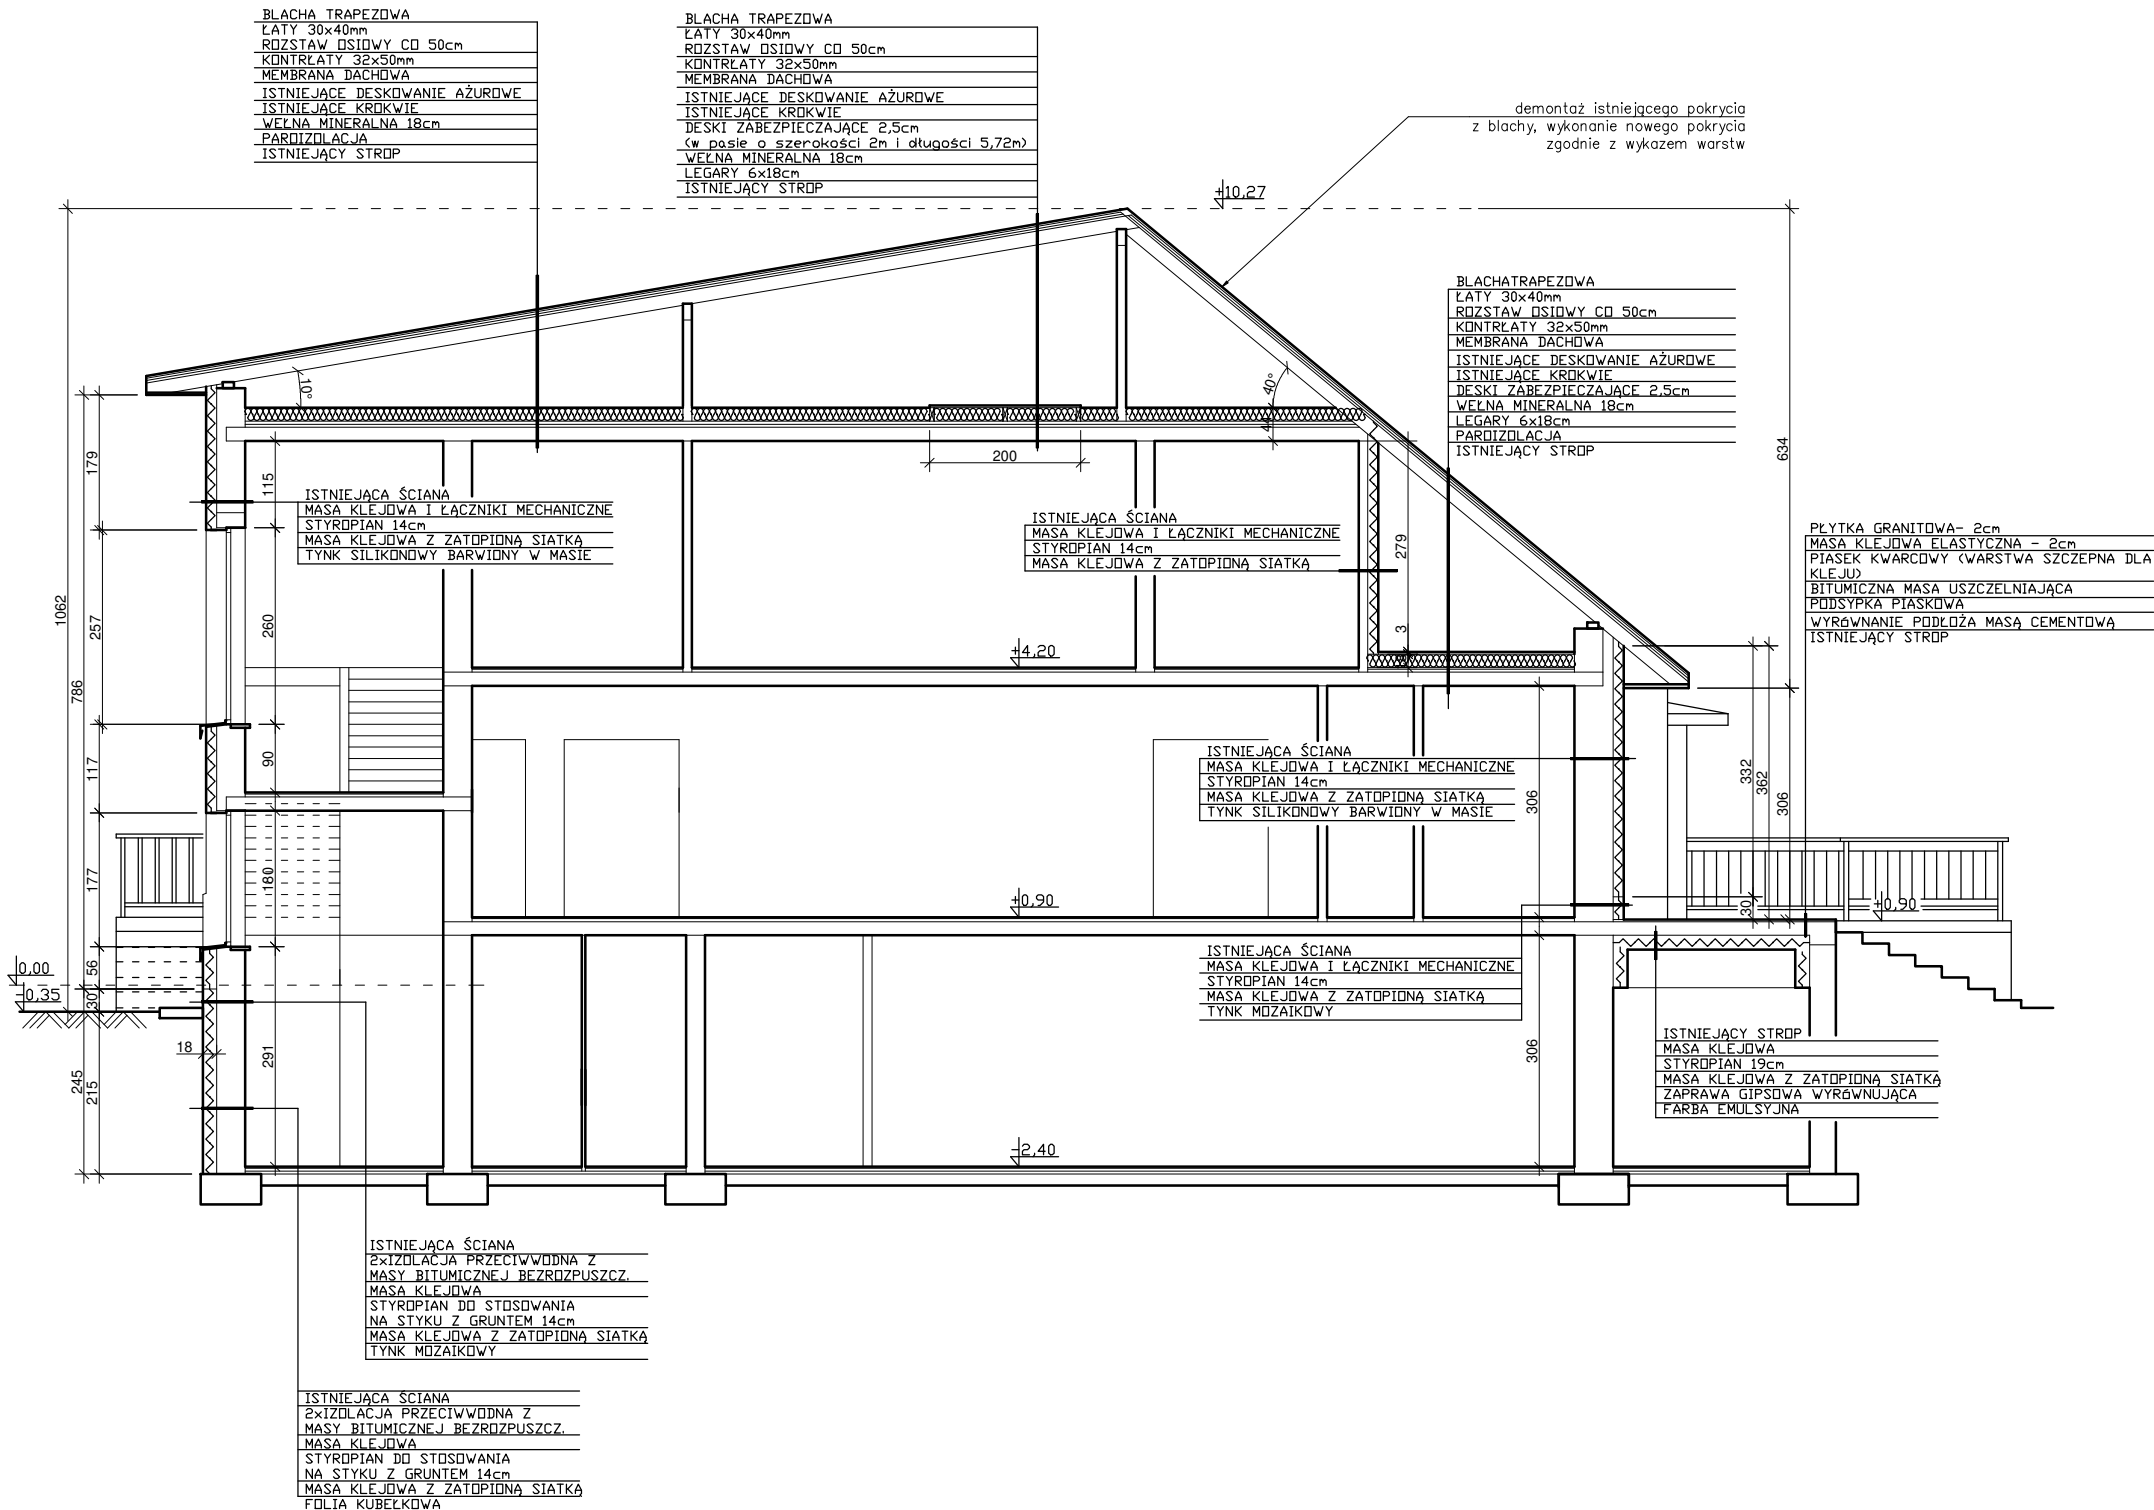 BLACHA TRAPEZOWA
ŁATY 30x40mm
ROZSTAW OSIOWY CO 50cm
KONTRŁATY 32x50mm
MEMBRANA DACHOWA
ISTNIEJĄCE DESKOWANIE AŻUROWE
ISTNIEJĄCE KROKWIE
WEŁNA MINERALNA 18cm
PAROIZOLACJA
ISTNIEJĄCY STROP
BLACHA TRAPEZOWA
ŁATY 30x40mm
ROZSTAW OSIOWY CO 50cm
KONTRŁATY 32x50mm
MEMBRANA DACHOWA
ISTNIEJĄCE DESKOWANIE AŻUROWE
ISTNIEJĄCE KROKWIE
DESKI ZABEZPIECZAJĄCE 2,5cm
(w pasie o szerokości 2m i długości 5,72m)
WEŁNA MINERALNA 18cm
LEGARY 6x18cm
ISTNIEJĄCY STROP
demontaż istniejącego pokrycia
z blachy, wykonanie nowego pokrycia
zgodnie z wykazem warstw
+10,27
BLACHATRAPEZOWA
ŁATY 30x40mm
ROZSTAW OSIOWY CO 50cm
KONTRŁATY 32x50mm
MEMBRANA DACHOWA
ISTNIEJĄCE DESKOWANIE AŻUROWE
ISTNIEJĄCE KROKWIE
DESKI ZABEZPIECZAJĄCE 2,5cm
WEŁNA MINERALNA 18cm
LEGARY 6x18cm
PAROIZOLACJA
ISTNIEJĄCY STROP
10°
40°
44
200
634
179
115
ISTNIEJĄCA ŚCIANA
MASA KLEJOWA I ŁĄCZNIKI MECHANICZNE
STYROPIAN 14cm
MASA KLEJOWA Z ZATOPIONĄ SIATKĄ
TYNK SILIKONOWY BARWIONY W MASIE
ISTNIEJĄCA ŚCIANA
MASA KLEJOWA I ŁĄCZNIKI MECHANICZNE
STYROPIAN 14cm
MASA KLEJOWA Z ZATOPIONĄ SIATKĄ
279
3
PŁYTKA GRANITOWA- 2cm
MASA KLEJOWA ELASTYCZNA - 2cm
PIASEK KWARCOWY (WARSTWA SZCZEPNA DLA
KLEJU)
BITUMICZNA MASA USZCZELNIAJĄCA
PODSYPKA PIASKOWA
WYRÓWNANIE PODŁOŻA MASĄ CEMENTOWĄ
ISTNIEJĄCY STROP
1062
257
260
786
+4,20
117
90
ISTNIEJĄCA ŚCIANA
MASA KLEJOWA I ŁĄCZNIKI MECHANICZNE
STYROPIAN 14cm
MASA KLEJOWA Z ZATOPIONĄ SIATKĄ
TYNK SILIKONOWY BARWIONY W MASIE
306
332
362
306
177
180
+0,90
30
+0,90
0,00
-0,35
56
30
ISTNIEJĄCA ŚCIANA
MASA KLEJOWA I ŁĄCZNIKI MECHANICZNE
STYROPIAN 14cm
MASA KLEJOWA Z ZATOPIONĄ SIATKĄ
TYNK MOZAIKOWY
18
291
245
215
306
ISTNIEJĄCY STROP
MASA KLEJOWA
STYROPIAN 19cm
MASA KLEJOWA Z ZATOPIONĄ SIATKĄ
ZAPRAWA GIPSOWA WYRÓWNUJĄCA
FARBA EMULSYJNA
-2,40
ISTNIEJĄCA ŚCIANA
2xIZOLACJA PRZECIWWODNA Z
MASY BITUMICZNEJ BEZROZPUSZCZ.
MASA KLEJOWA
STYROPIAN DO STOSOWANIA
NA STYKU Z GRUNTEM 14cm
MASA KLEJOWA Z ZATOPIONĄ SIATKĄ
TYNK MOZAIKOWY
ISTNIEJĄCA ŚCIANA
2xIZOLACJA PRZECIWWODNA Z
MASY BITUMICZNEJ BEZROZPUSZCZ.
MASA KLEJOWA
STYROPIAN DO STOSOWANIA
NA STYKU Z GRUNTEM 14cm
MASA KLEJOWA Z ZATOPIONĄ SIATKĄ
FOLIA KUBEŁKOWA